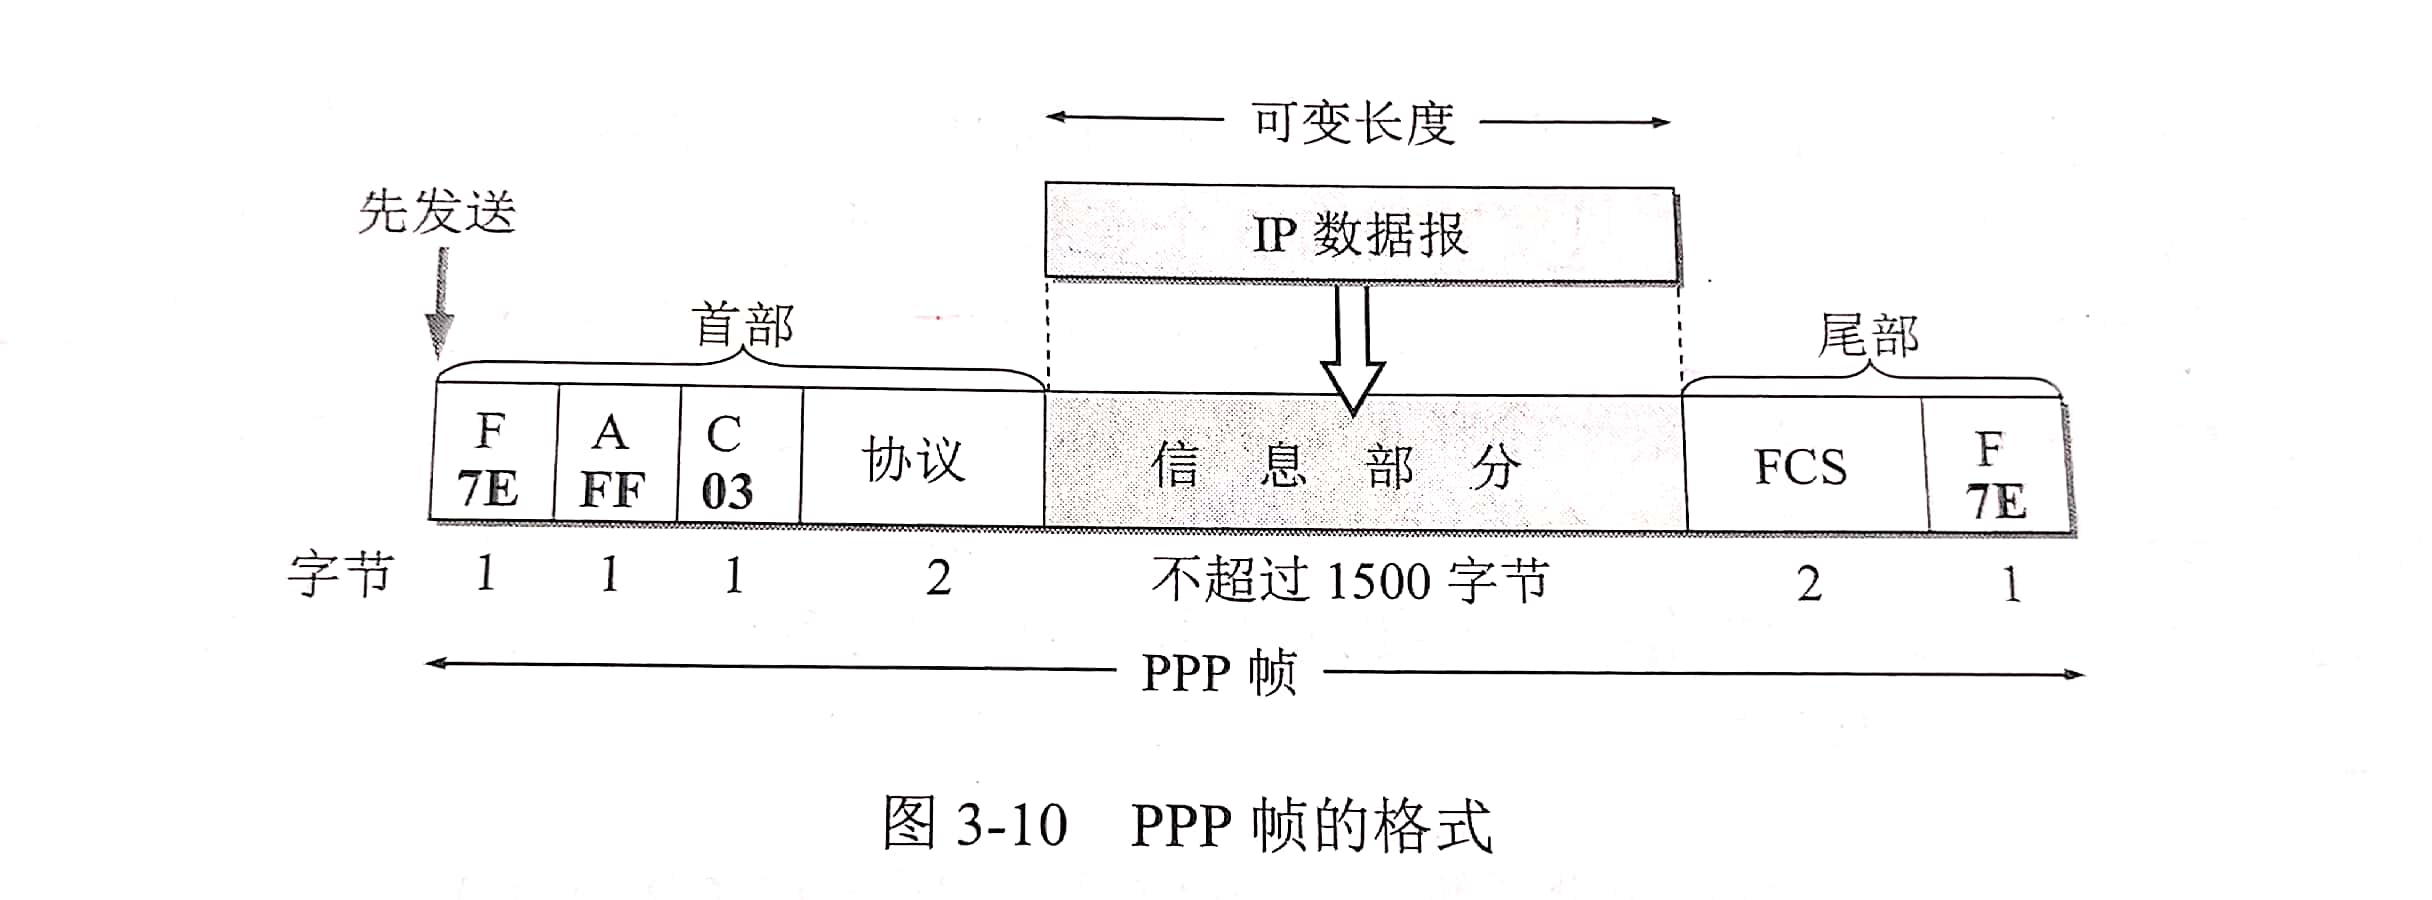 可变长度
先发送
IP 数据报
首部
尾部
F A C 协议 信 息 部 分 FCS F
7E FF 03 7E
字节 1 1 1 2 不超过 1500 字节 2 1
PPP 帧
图 3-10 PPP 帧的格式